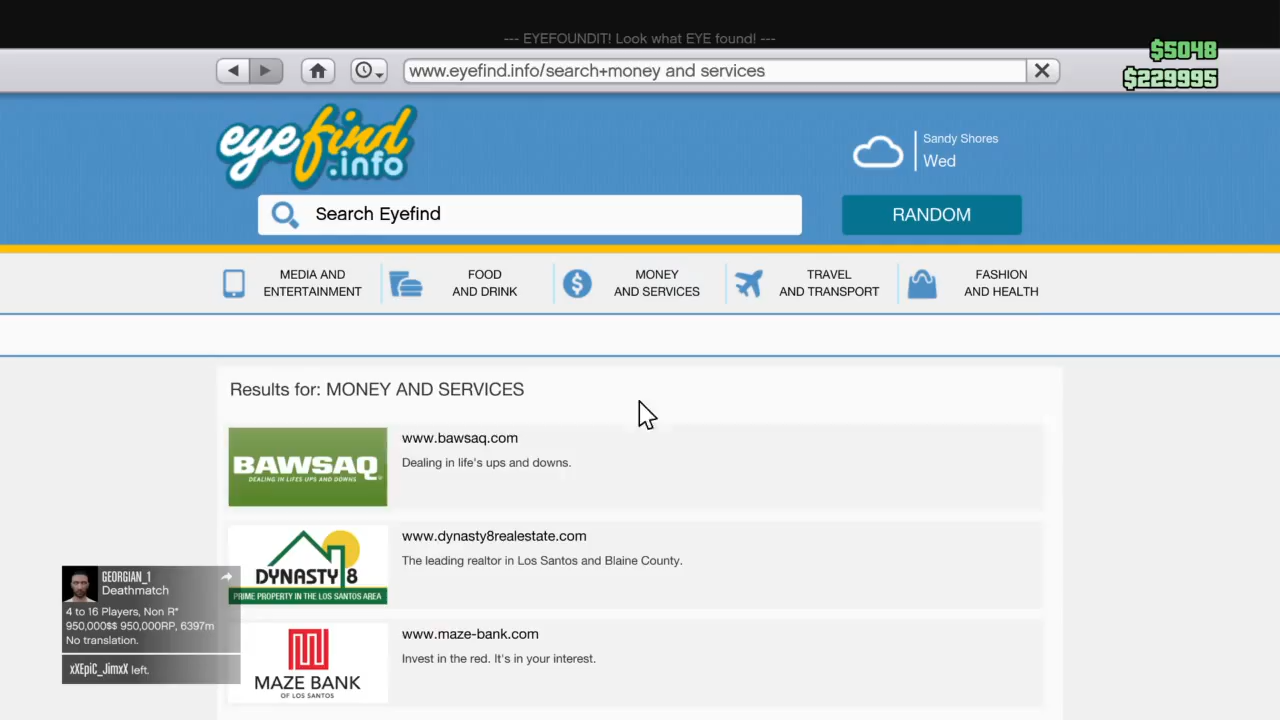 --- EYEFOUNDIT! Look what EYE found! ---
$5048
www.eyefind.info/search+money and services
$229995
eyefind
.info
Sandy Shores
Wed
Search Eyefind
RANDOM
MEDIA AND
ENTERTAINMENT
FOOD
AND DRINK
MONEY
AND SERVICES
TRAVEL
AND TRANSPORT
FASHION
AND HEALTH
Results for: MONEY AND SERVICES
BAWSAQ
DEALING IN LIFES UPS AND DOWNS
www.bawsaq.com
Dealing in life's ups and downs.
DYNASTY 8
PRIME PROPERTY IN THE LOS SANTOS AREA
www.dynasty8realestate.com
The leading realtor in Los Santos and Blaine County.
MAZE BANK
OF LOS SANTOS
www.maze-bank.com
Invest in the red. It's in your interest.
GEORGIAN_1
Deathmatch
4 to 16 Players, Non R*
950,000$$ 950,000RP, 6397m
No translation.
xXEpiC_JimxX left.